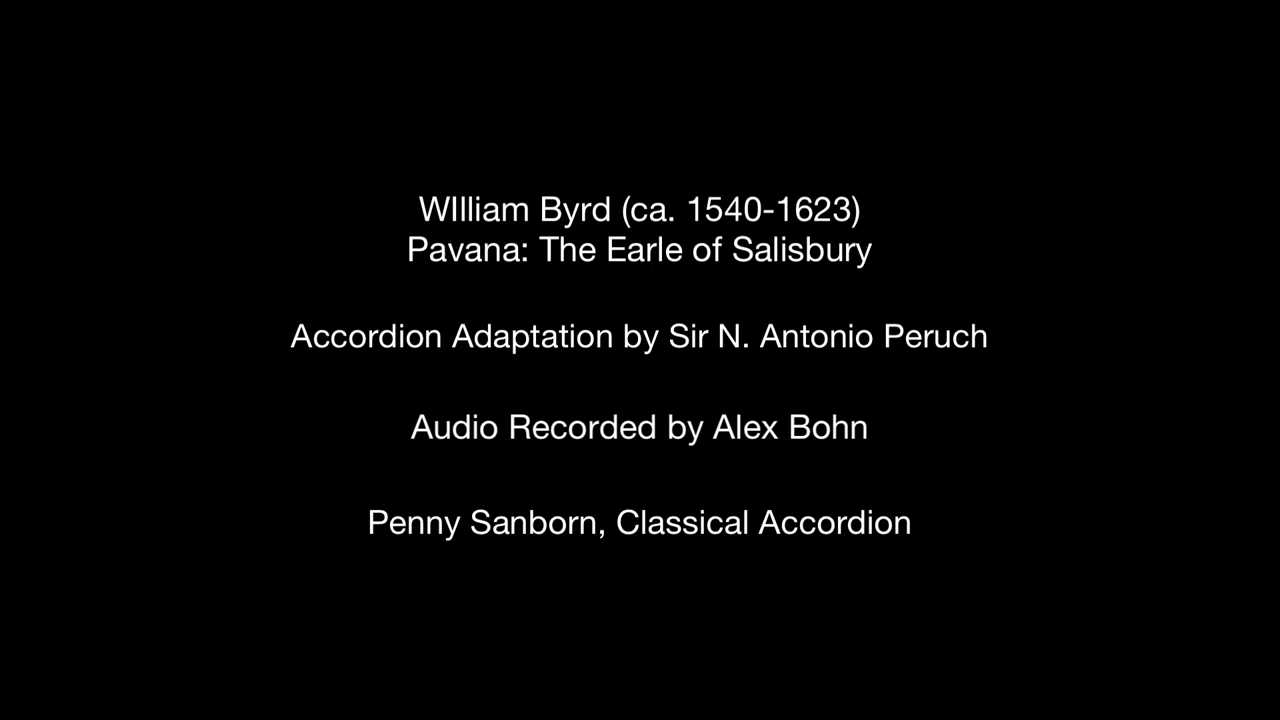 WIlliam Byrd (ca. 1540-1623)
Pavana: The Earle of Salisbury
Accordion Adaptation by Sir N. Antonio Peruch
Audio Recorded by Alex Bohn
Penny Sanborn, Classical Accordion